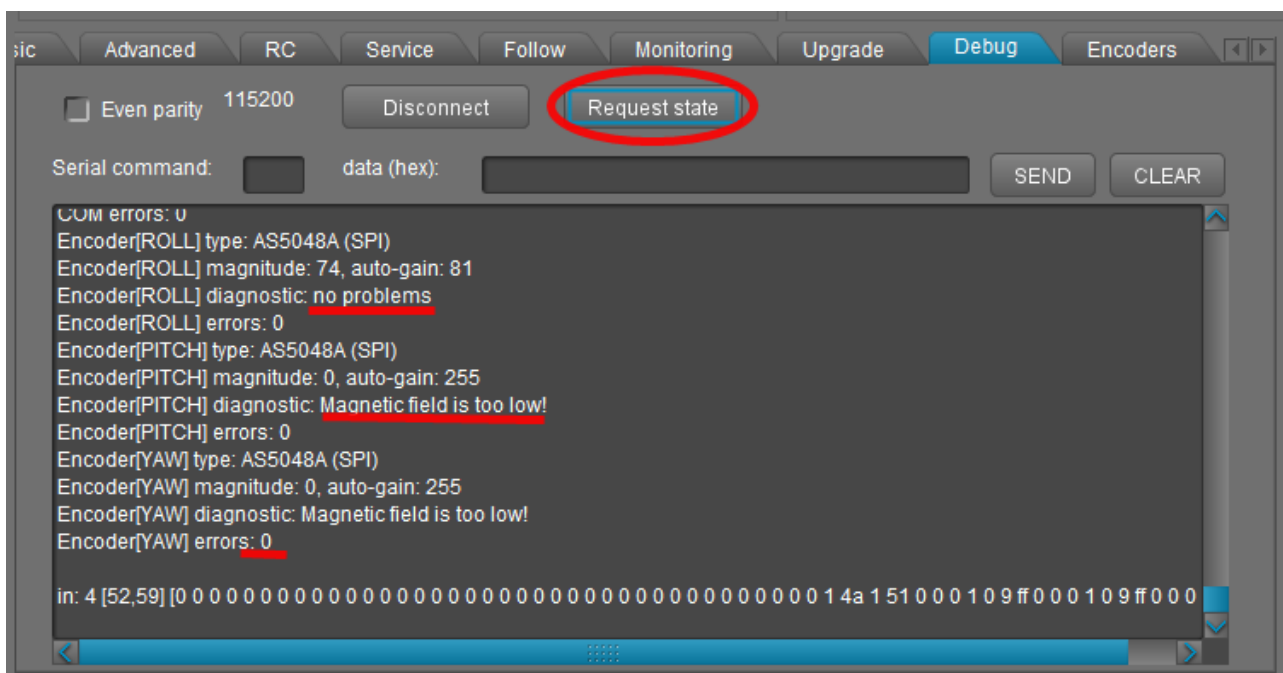 sic Advanced RC Service Follow Monitoring Upgrade Debug Encoders
Even parity 115200 Disconnect Request state
Serial command: data (hex): SEND CLEAR
COM errors: 0
Encoder[ROLL] type: AS5048A (SPI)
Encoder[ROLL] magnitude: 74, auto-gain: 81
Encoder[ROLL] diagnostic: no problems
Encoder[ROLL] errors: 0
Encoder[PITCH] type: AS5048A (SPI)
Encoder[PITCH] magnitude: 0, auto-gain: 255
Encoder[PITCH] diagnostic: Magnetic field is too low!
Encoder[PITCH] errors: 0
Encoder[YAW] type: AS5048A (SPI)
Encoder[YAW] magnitude: 0, auto-gain: 255
Encoder[YAW] diagnostic: Magnetic field is too low!
Encoder[YAW] errors: 0
in: 4 [52,59] [0 0 0 0 0 0 0 0 0 0 0 0 0 0 0 0 0 0 0 0 0 0 0 0 0 0 0 0 0 0 0 0 0 0 0 0 0 0 1 4a 1 51 0 0 0 1 0 9 ff 0 0 0 1 0 9 ff 0 0 0